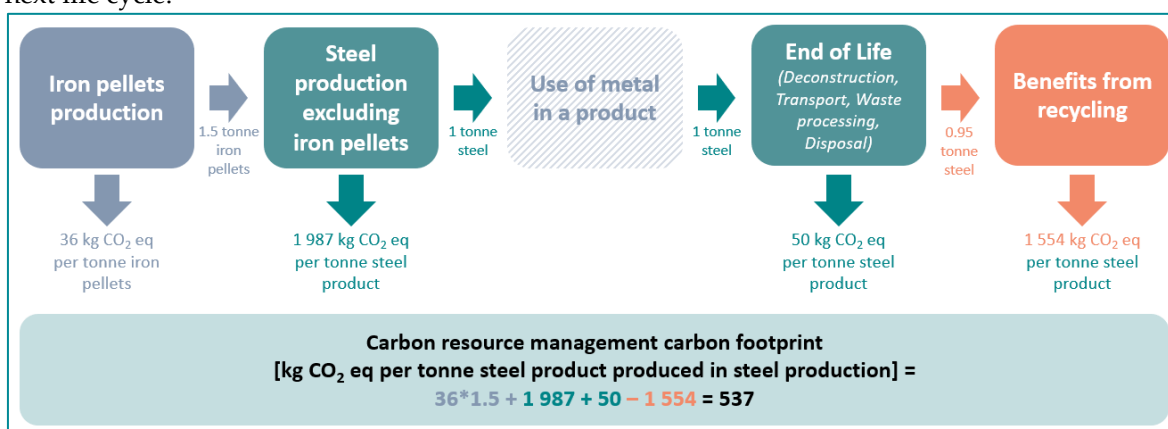 next life cycle.
Iron pellets
production
1.5 tonne
iron
pellets
Steel
production
excluding
iron pellets
1 tonne
steel
Use of metal
in a product
1 tonne
steel
End of Life
(Deconstruction,
Transport, Waste
processing,
Disposal)
0.95
tonne
steel
Benefits from
recycling
36 kg CO₂ eq
per tonne iron
pellets
1 987 kg CO₂ eq
per tonne steel
product
50 kg CO₂ eq
per tonne steel
product
1 554 kg CO₂ eq
per tonne steel
product
Carbon resource management carbon footprint
[kg CO₂ eq per tonne steel product produced in steel production] =
36*1.5 + 1 987 + 50 – 1 554 = 537